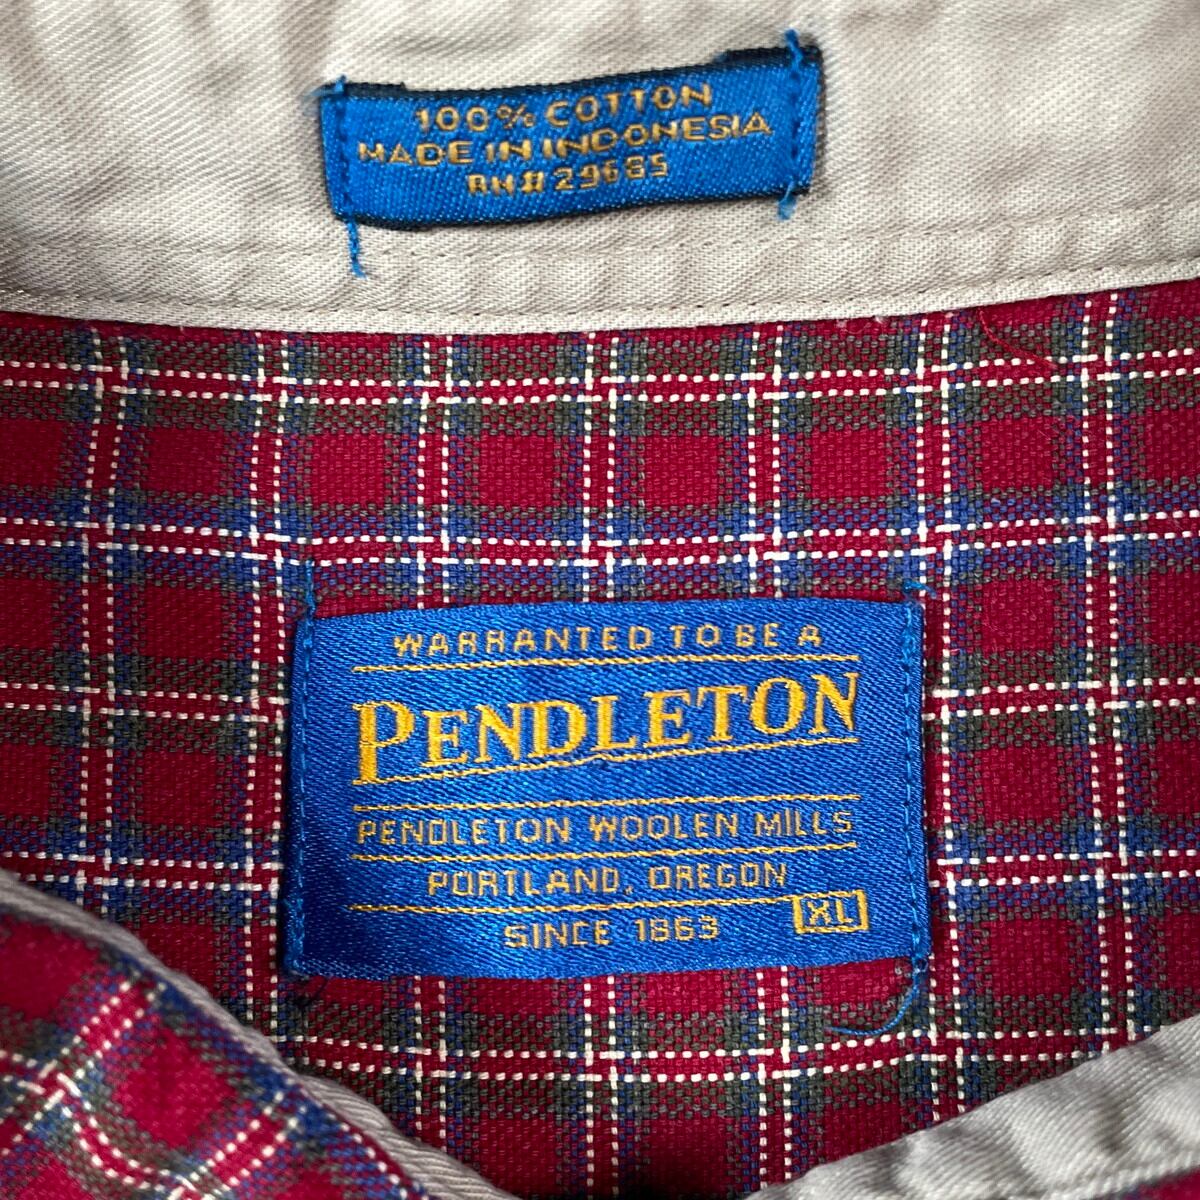 100% COTTON
MADE IN INDONESIA
RN# 29685
WARRANTED TO BE A
PENDLETON
PENDLETON WOOLEN MILLS
PORTLAND, OREGON
SINCE 1863
XL